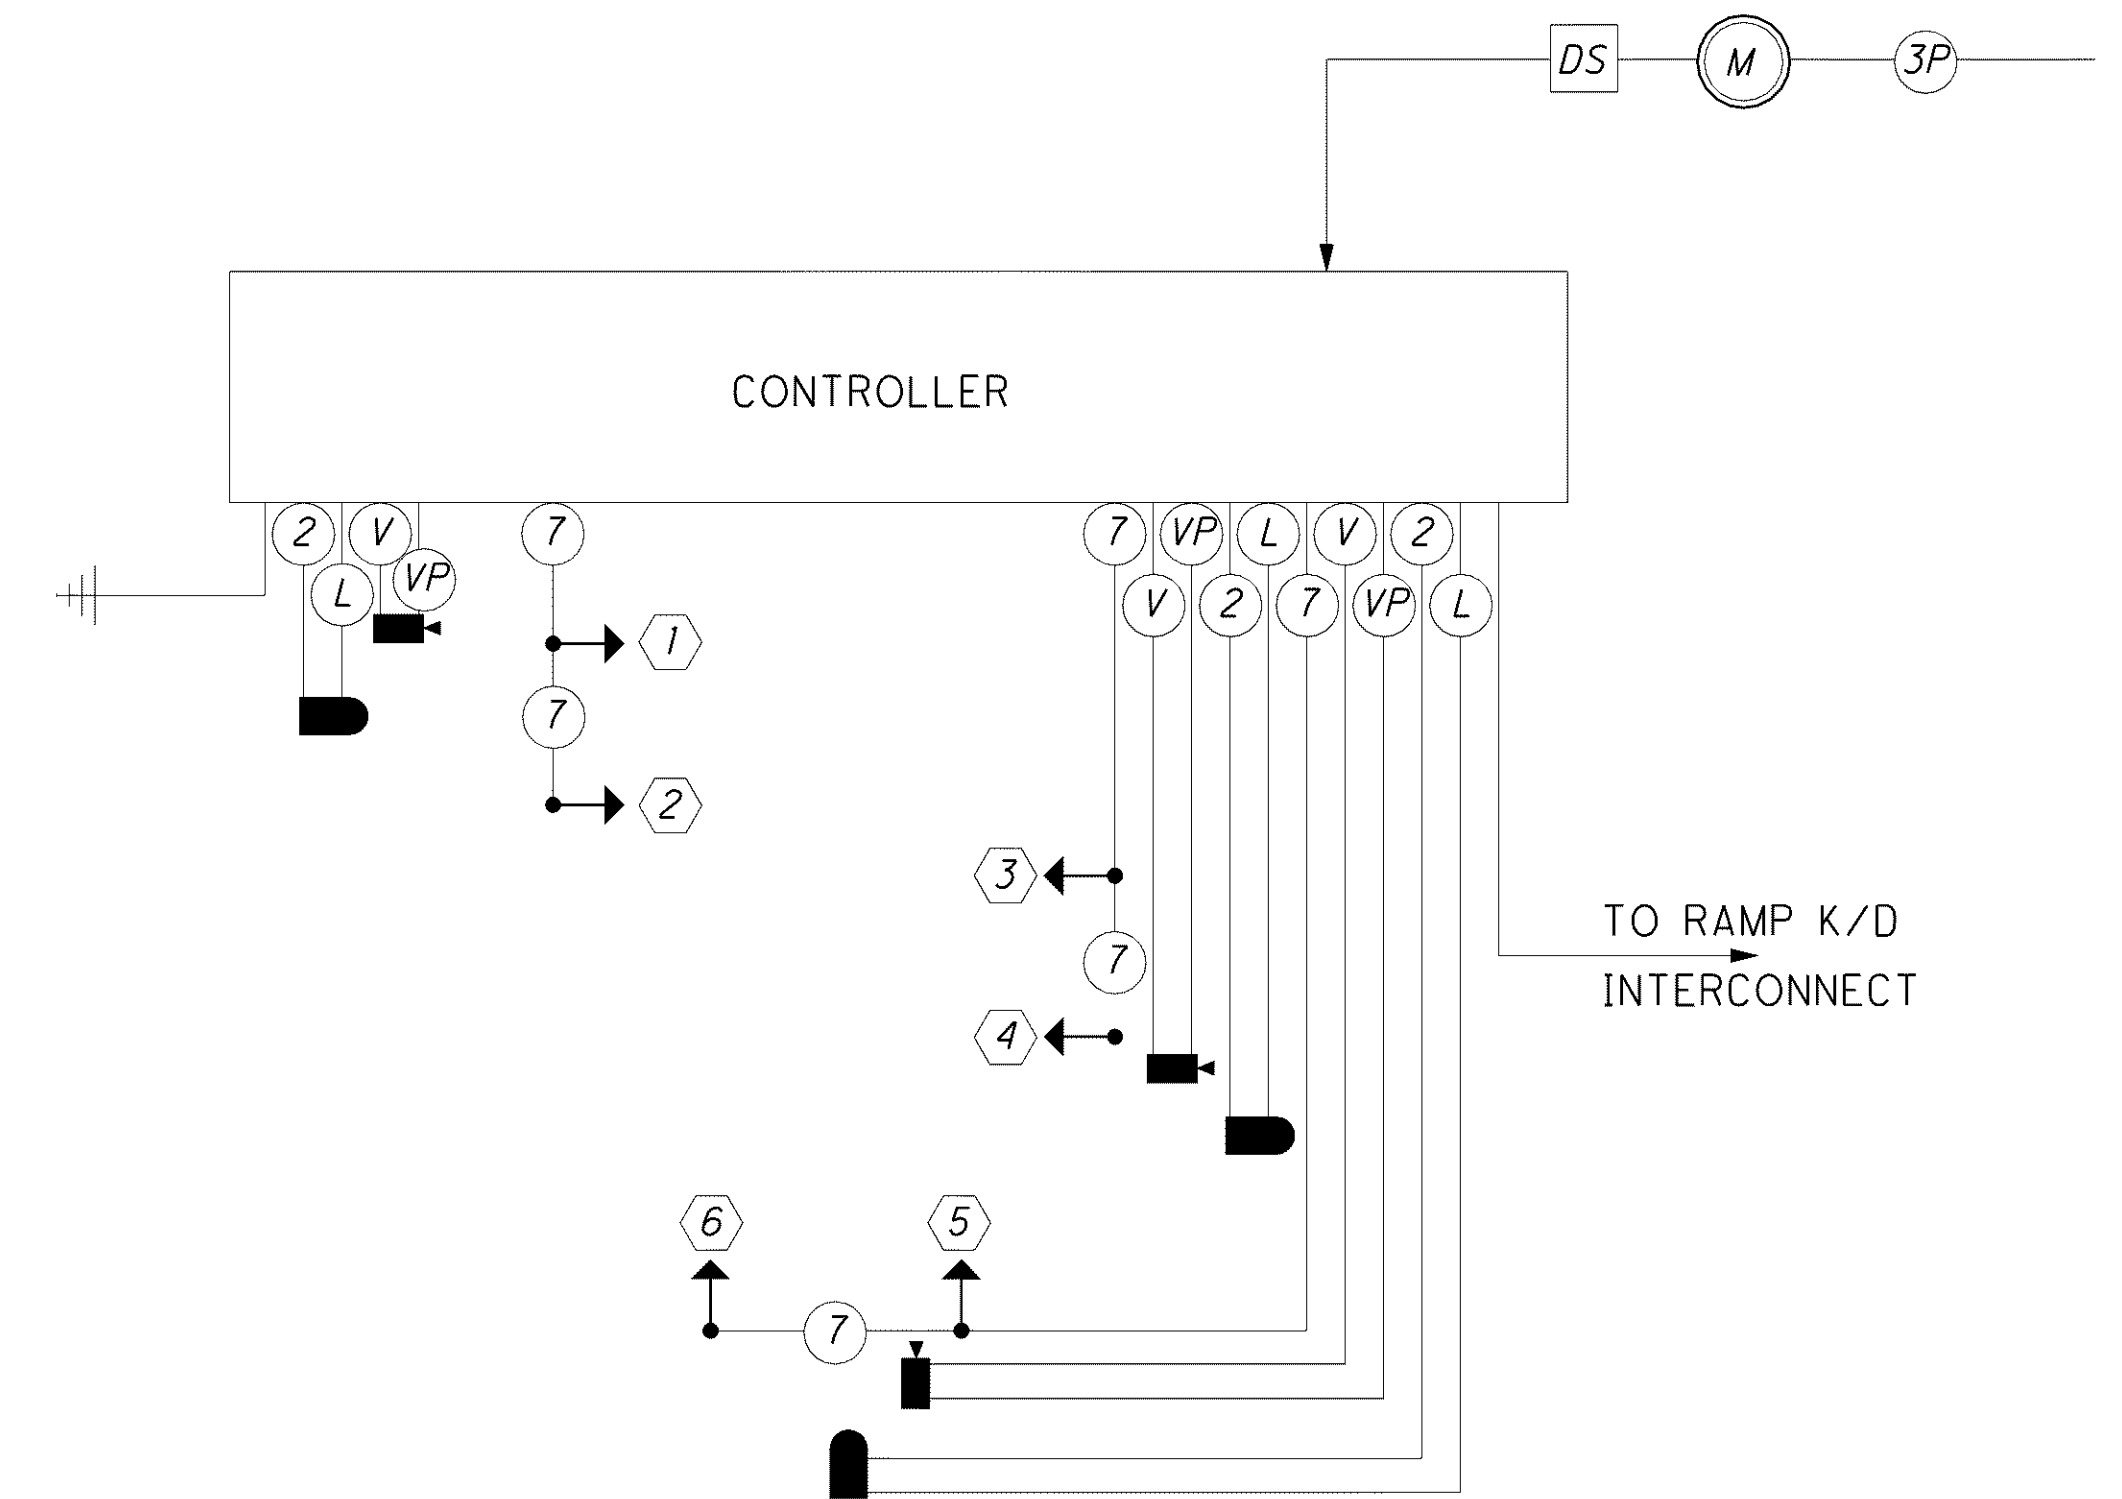 DS M 3P
CONTROLLER
2 V 7 7 VP L V 2
L VP V 2 7 VP L
1
7
2
3
TO RAMP K/D
7
INTERCONNECT
4
6 5
7